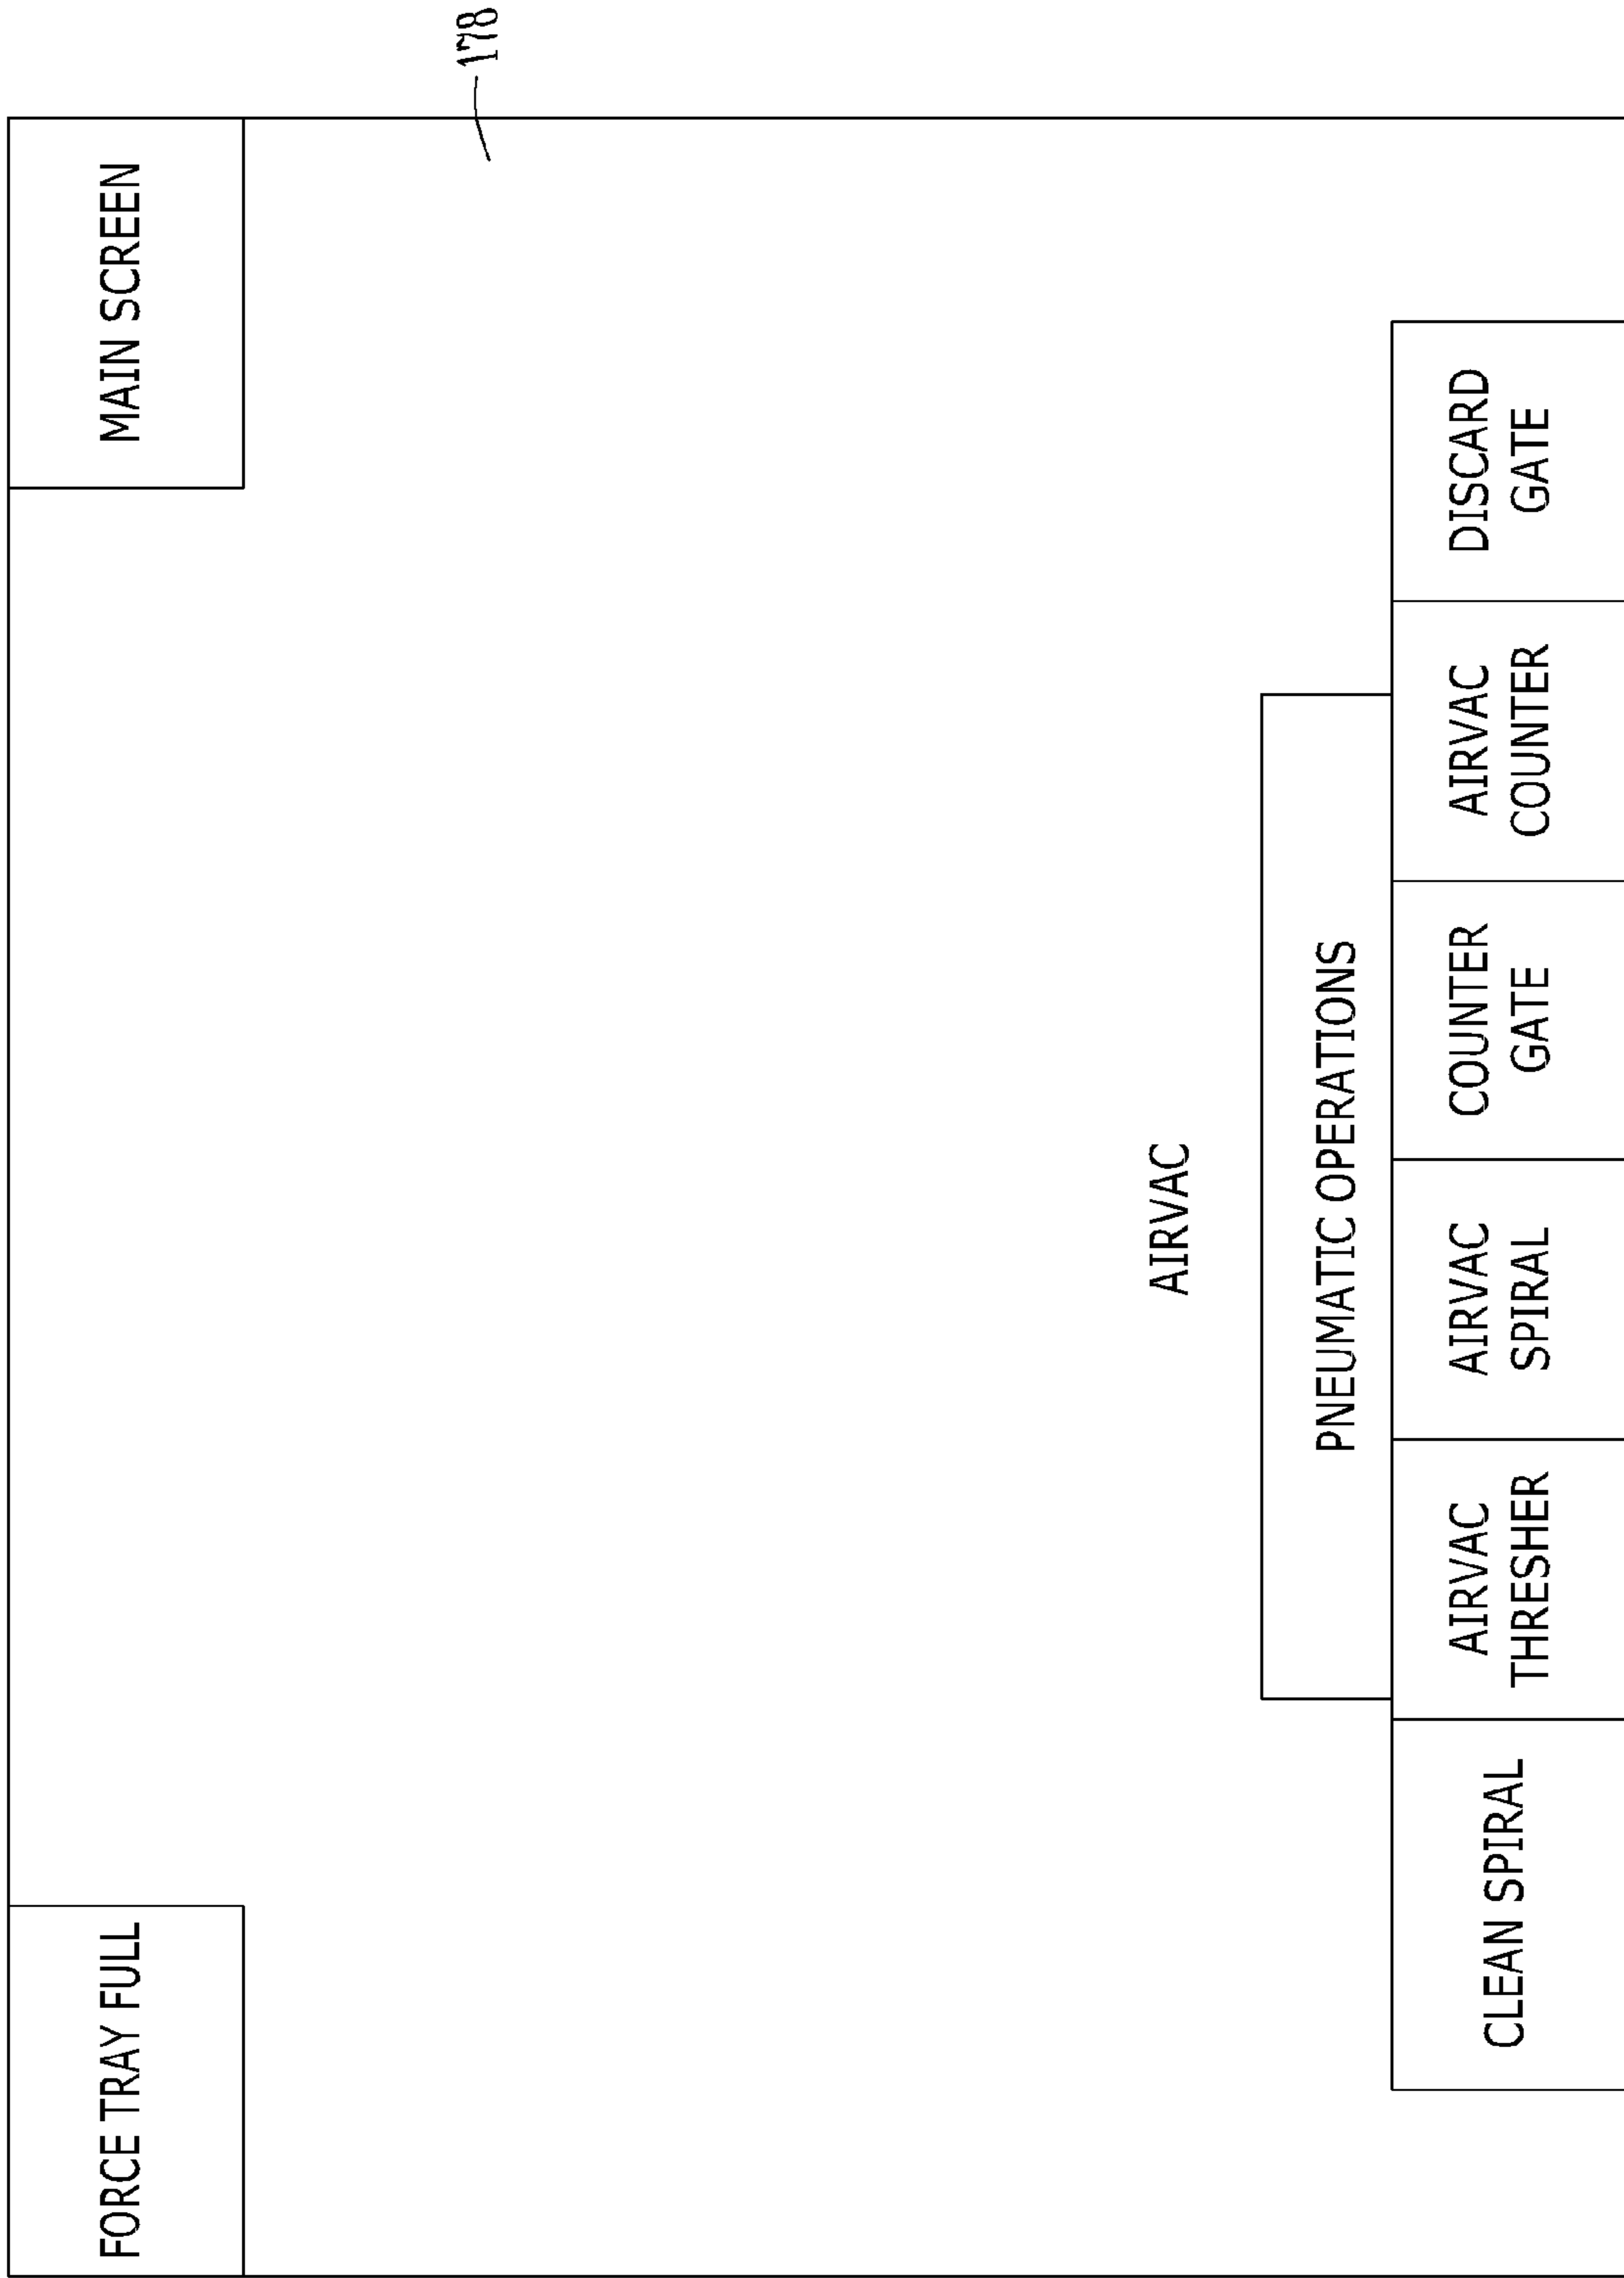 FORCE TRAY FULL
MAIN SCREEN
178
AIRVAC
PNEUMATIC OPERATIONS
CLEAN SPIRAL
AIRVAC
THRESHER
AIRVAC
SPIRAL
COUNTER
GATE
AIRVAC
COUNTER
DISCARD
GATE